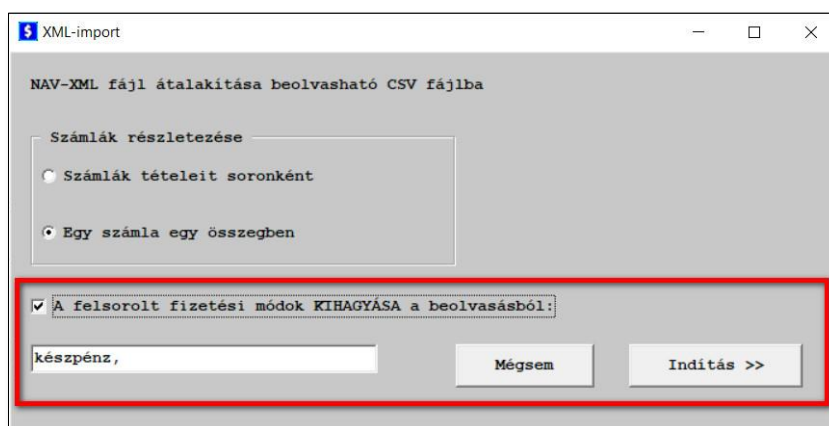 XML-import
NAV-XML fájl átalakítása beolvasható CSV fájlba
Számlák részletezése
Számlák tételeit soronként
Egy számla egy összegben
A felsorolt fizetési módok KIHAGYÁSA a beolvasásból:
készpénz,
Mégsem
Indítás >>